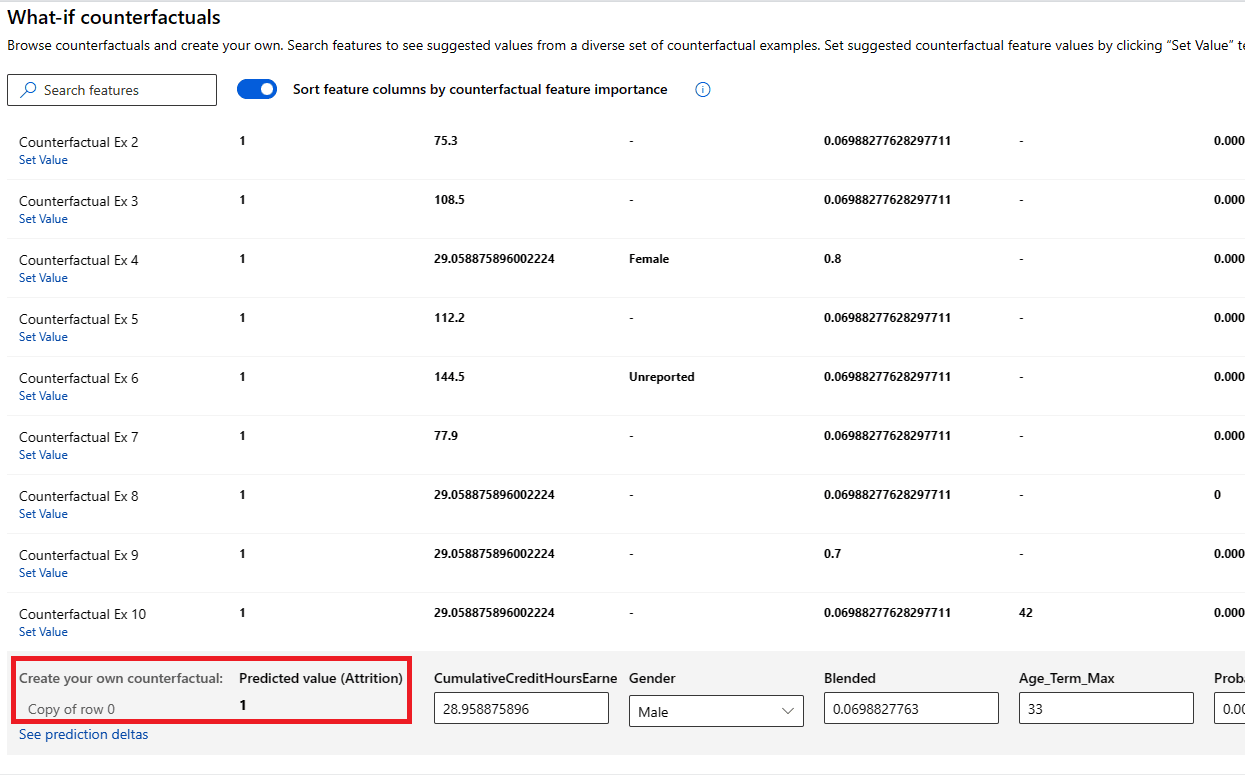 What-if counterfactuals
Browse counterfactuals and create your own. Search features to see suggested values from a diverse set of counterfactual examples. Set suggested counterfactual feature values by clicking “Set Value” te
Search features
Sort feature columns by counterfactual feature importance
Counterfactual Ex 2 1 75.3 - 0.06988277628297711 - 0.000
Set Value
Counterfactual Ex 3 1 108.5 - 0.06988277628297711 - 0.000
Set Value
Counterfactual Ex 4 1 29.058875896002224 Female 0.8 - 0.000
Set Value
Counterfactual Ex 5 1 112.2 - 0.06988277628297711 - 0.000
Set Value
Counterfactual Ex 6 1 144.5 Unreported 0.06988277628297711 - 0.000
Set Value
Counterfactual Ex 7 1 77.9 - 0.06988277628297711 - 0.000
Set Value
Counterfactual Ex 8 1 29.058875896002224 - 0.06988277628297711 - 0
Set Value
Counterfactual Ex 9 1 29.058875896002224 - 0.7 - 0.000
Set Value
Counterfactual Ex 10 1 29.058875896002224 - 0.06988277628297711 42 0.000
Set Value
Create your own counterfactual: Predicted value (Attrition) CumulativeCreditHoursEarne Gender Blended Age_Term_Max Proba
Copy of row 0 1 28.958875896 Male 0.0698827763 33 0.00
See prediction deltas